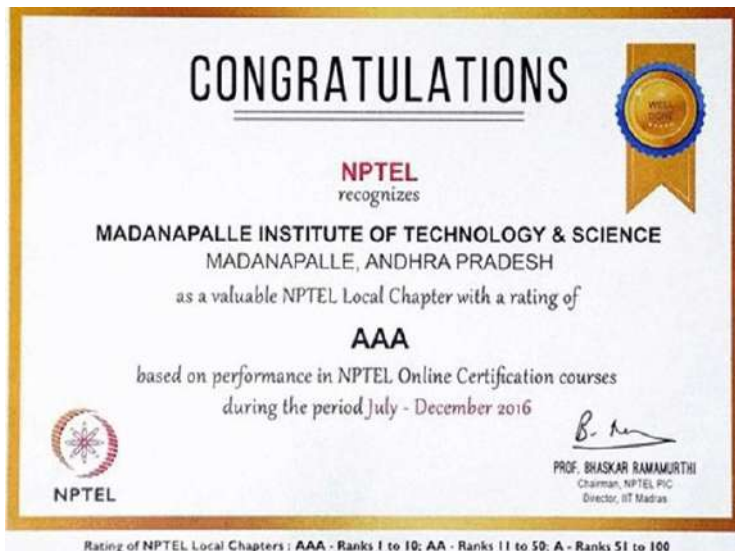 CONGRATULATIONS
WELL
DONE
NPTEL
recognizes
MADANAPALLE INSTITUTE OF TECHNOLOGY & SCIENCE
MADANAPALLE, ANDHRA PRADESH
as a valuable NPTEL Local Chapter with a rating of
AAA
based on performance in NPTEL Online Certification courses
during the period July - December 2016
PROF. BHASKAR RAMAMURTHI
Chairman, NPTEL PIC
Director, IIT Madras
NPTEL
Rating of NPTEL Local Chapters : AAA - Ranks 1 to 10; AA - Ranks 11 to 50; A - Ranks 51 to 100